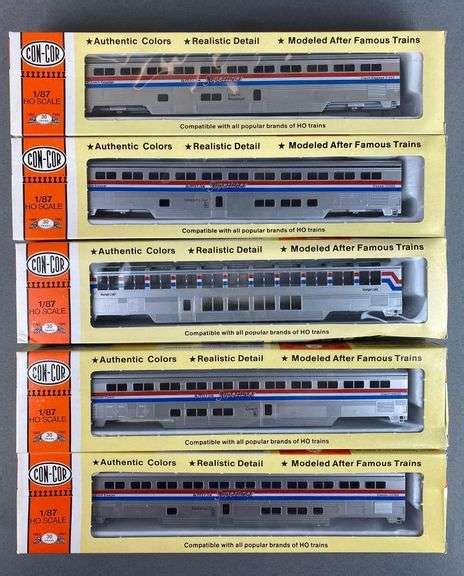 CON-COR
1/87
HO SCALE
30
★Authentic Colors ★Realistic Detail ★Modeled After Famous Trains
Compatible with all popular brands of HO trains
CON-COR
1/87
HO SCALE
30
★Authentic Colors ★Realistic Detail ★Modeled After Famous Trains
Compatible with all popular brands of HO trains
CON-COR
1/87
HO SCALE
30
★Authentic Colors ★Realistic Detail ★Modeled After Famous Trains
Compatible with all popular brands of HO trains
CON-COR
1/87
HO SCALE
30
★Authentic Colors ★Realistic Detail ★Modeled After Famous Trains
Compatible with all popular brands of HO trains
CON-COR
1/87
HO SCALE
30
★Authentic Colors ★Realistic Detail ★Modeled After Famous Trains
Compatible with all popular brands of HO trains